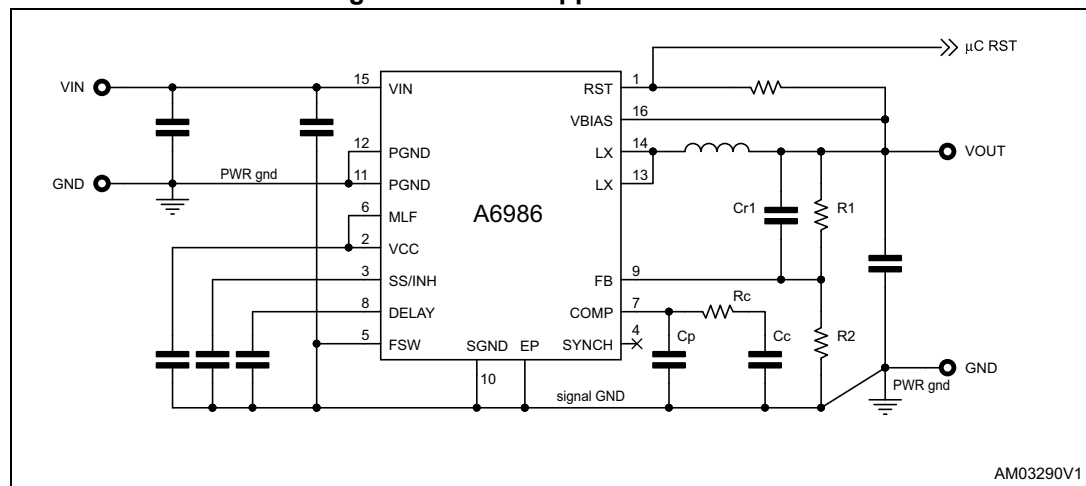 μC RST
VIN
15
VIN
RST
1
VBIAS
16
12
PGND
LX
14
VOUT
GND
PWR gnd
11
PGND
LX
13
6
MLF
A6986
Cr1
R1
2
VCC
3
SS/INH
FB
9
8
DELAY
COMP
7
Rc
5
FSW
SGND
EP
SYNCH
4
Cp
Cc
R2
10
GND
signal GND
PWR gnd
AM03290V1